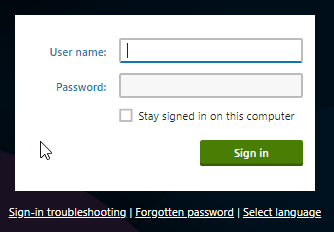 User name:
Password:
Stay signed in on this computer
Sign in
Sign-in troubleshooting | Forgotten password | Select language